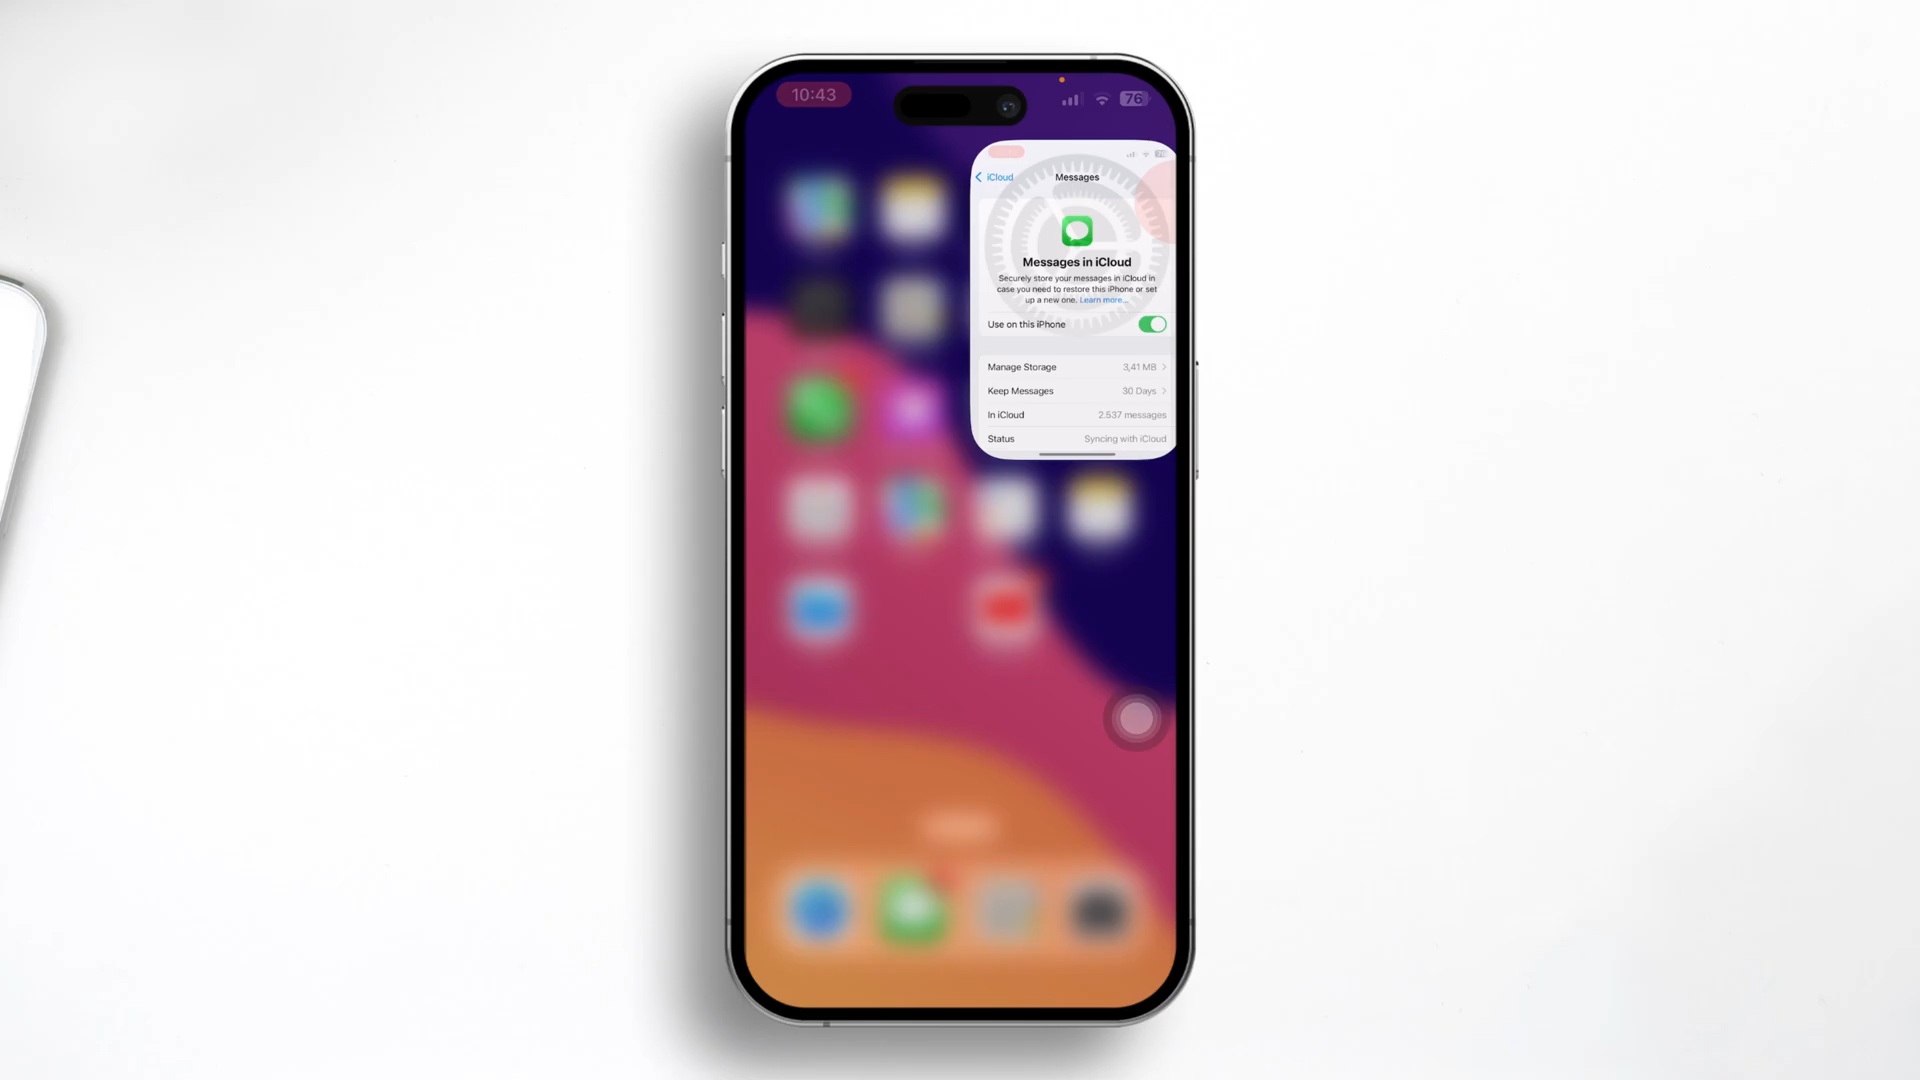 10:43
76
iCloud
Messages
Messages in iCloud
Securely store your messages in iCloud in
case you need to restore this iPhone or set
up a new one. Learn more...
Use on this iPhone
Manage Storage 3,41 MB
Keep Messages 30 Days
In iCloud 2.537 messages
Status Syncing with iCloud